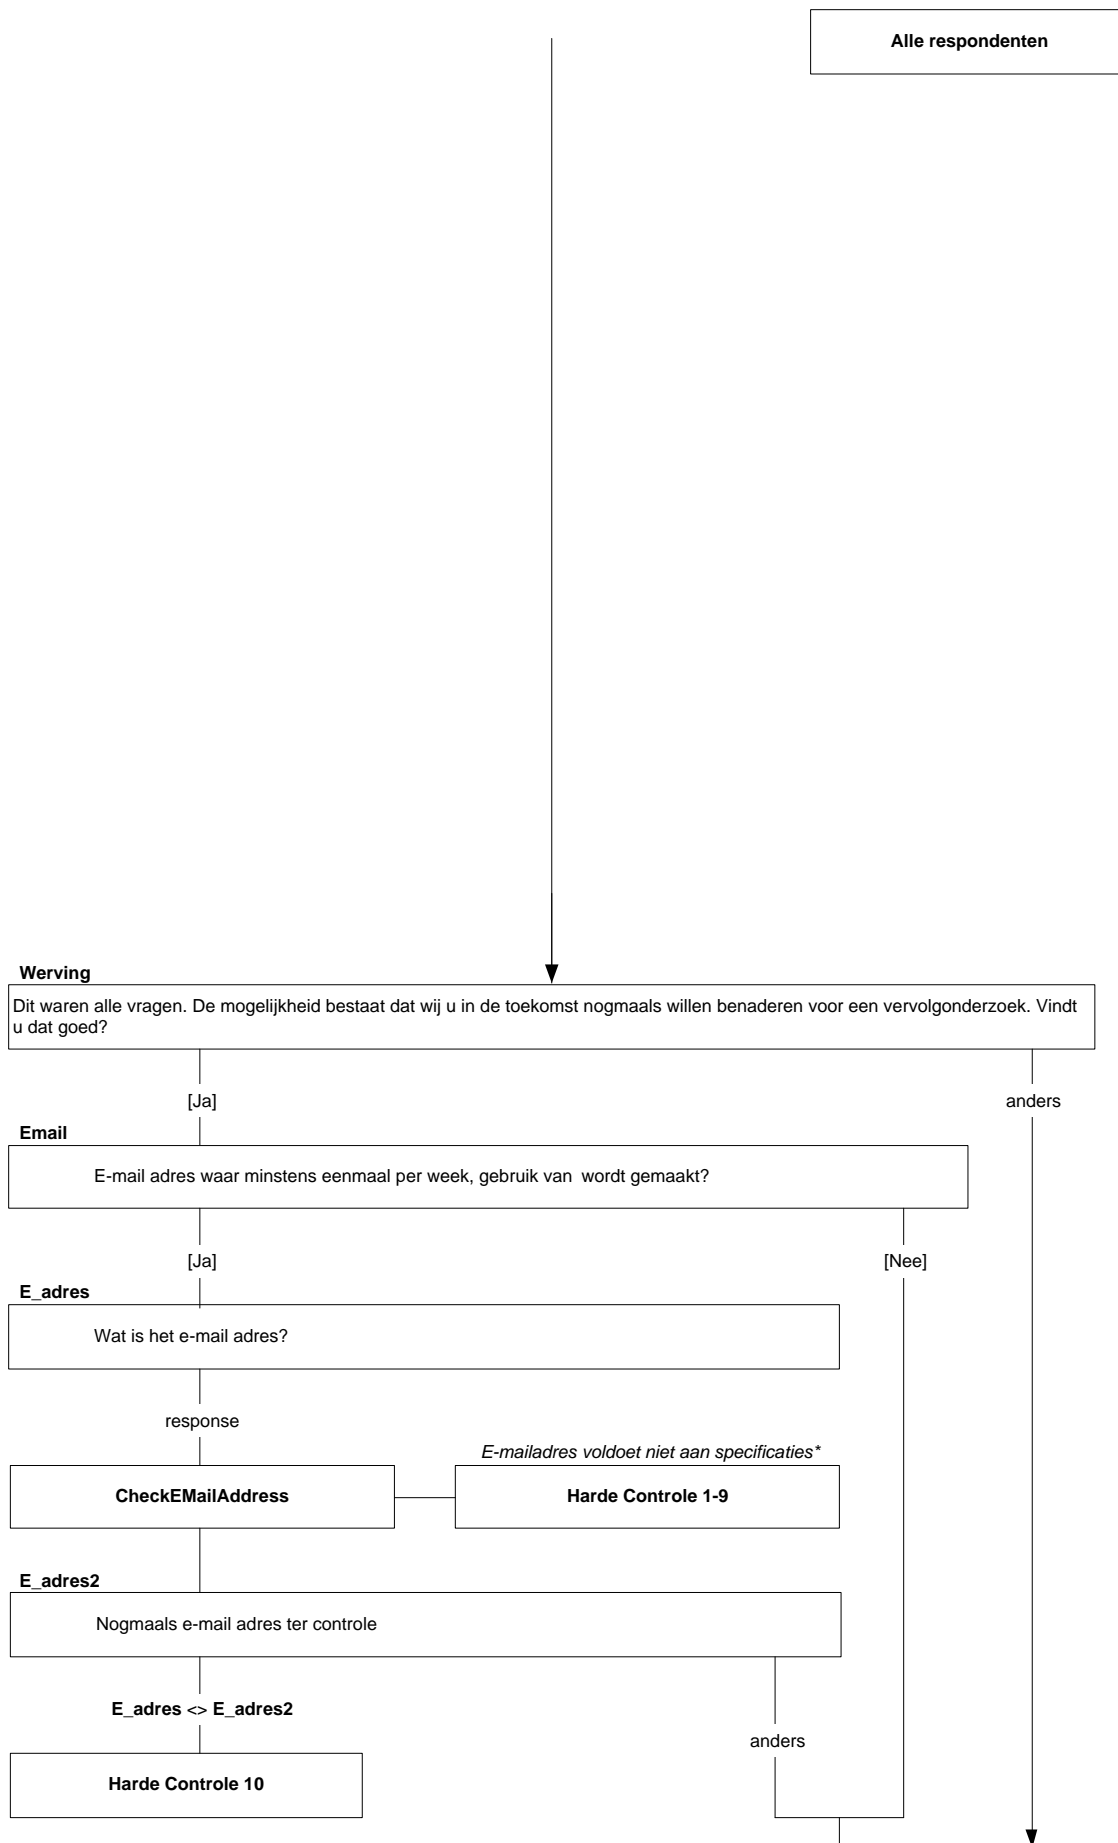 Alle respondenten
Werving
Dit waren alle vragen. De mogelijkheid bestaat dat wij u in de toekomst nogmaals willen benaderen voor een vervolgonderzoek. Vindt
u dat goed?
[Ja]
anders
Email
E-mail adres waar minstens eenmaal per week, gebruik van wordt gemaakt?
[Ja]
[Nee]
E_adres
Wat is het e-mail adres?
response
E-mailadres voldoet niet aan specificaties*
CheckEMailAddress
Harde Controle 1-9
E_adres2
Nogmaals e-mail adres ter controle
E_adres <> E_adres2
anders
Harde Controle 10